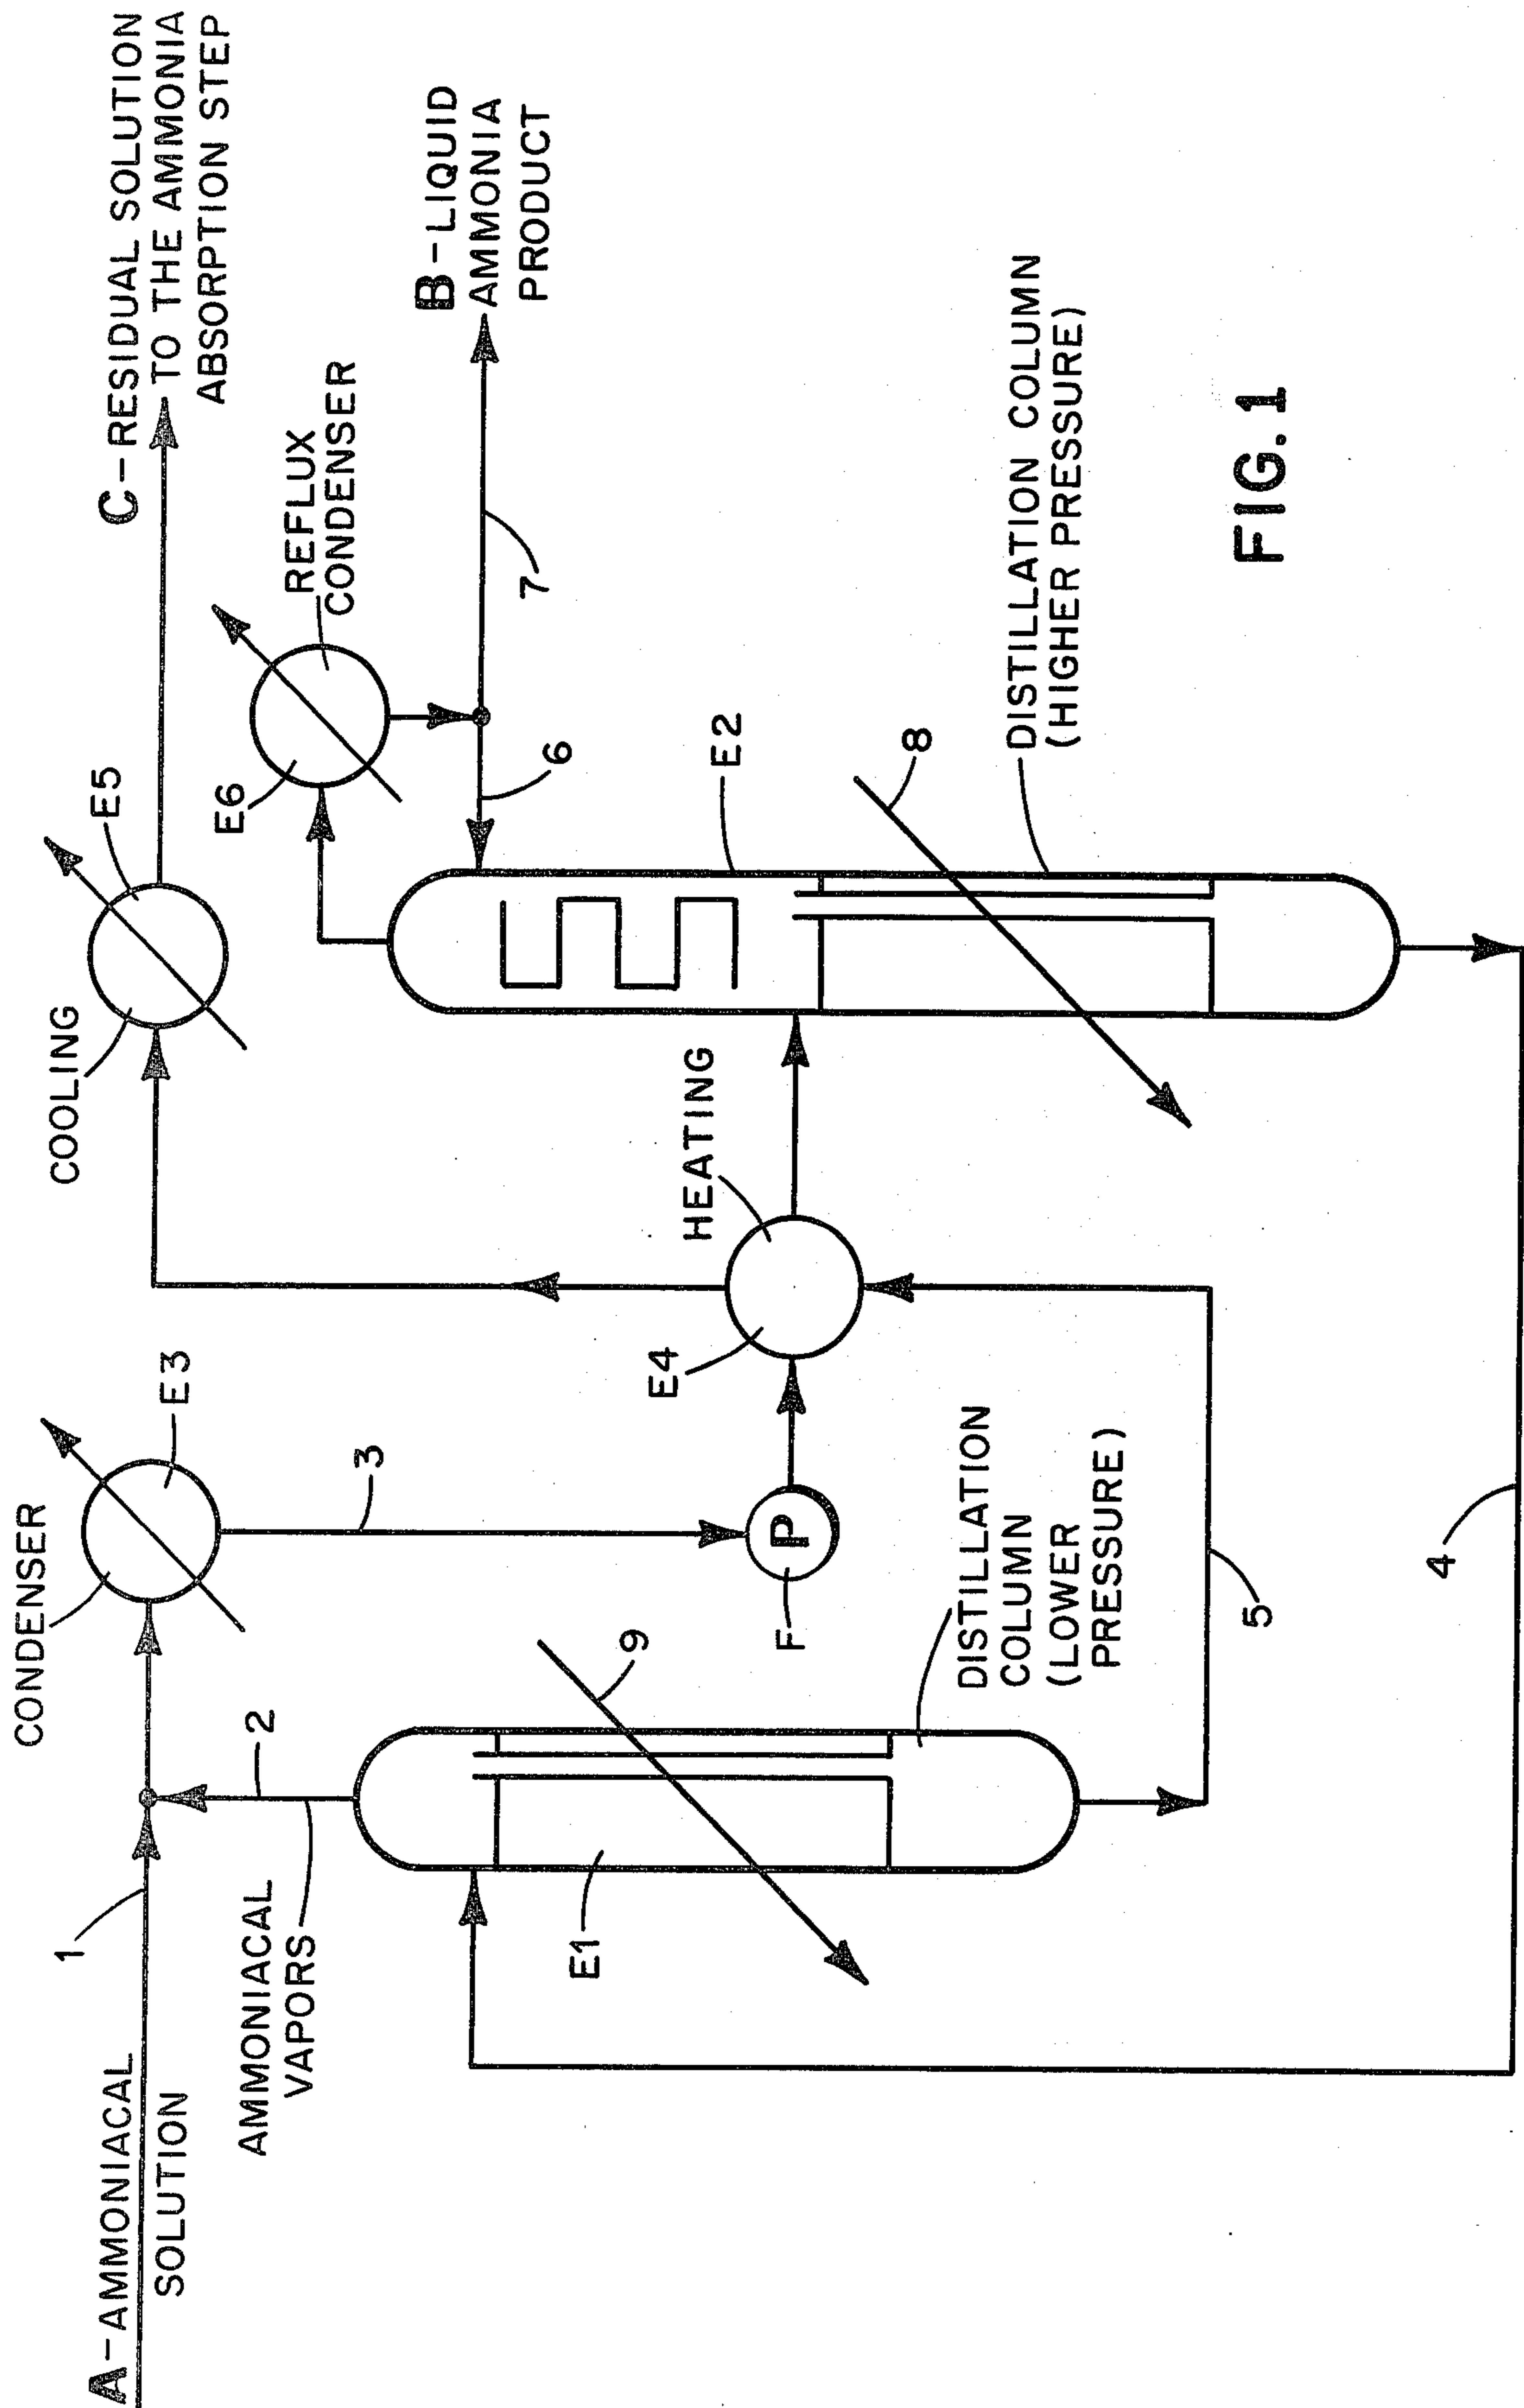 A-AMMONIACAL
SOLUTION
1
AMMONIACAL
VAPORS
2
CONDENSER
E3
3
COOLING
E5
C-RESIDUAL SOLUTION
TO THE AMMONIA
ABSORPTION STEP
E6
REFLUX
CONDENSER
B-LIQUID
AMMONIA
PRODUCT
7
6
E2
HEATING
E4
P
F
8
DISTILLATION COLUMN
(HIGHER PRESSURE)
E1
9
DISTILLATION
COLUMN
(LOWER
PRESSURE)
5
4
FIG. 1